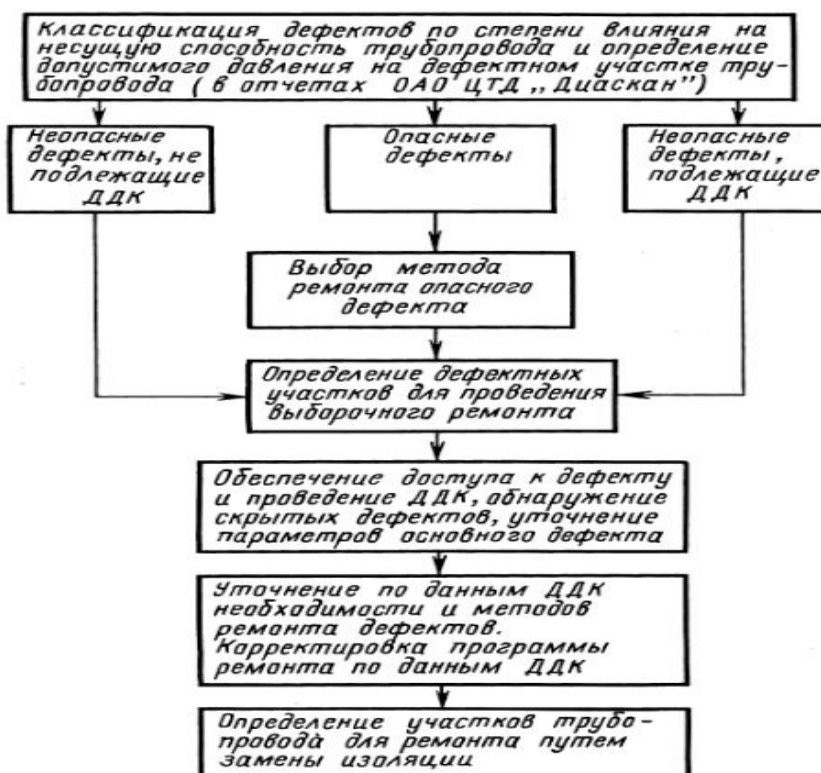 Классификация дефектов по степени влияния на
несущую способность трубопровода и определение
допустимого давления на дефектном участке тру-
бопровода (в отчетах ОАО ЦТД „Диаскан”)
Неопасные
дефекты, не
подлежащие
ДДК
Опасные
дефекты
Неопасные
дефекты,
подлежащие
ДДК
Выбор метода
ремонта опасного
дефекта
Определение дефектных
участков для проведения
выборочного ремонта
Обеспечение доступа к дефекту
и проведение ДДК, обнаружение
скрытых дефектов, уточнение
параметров основного дефекта
Уточнение по данным ДДК
необходимости и методов
ремонта дефектов.
Корректировка программы
ремонта по данным ДДК
Определение участков трубо-
провода для ремонта путем
замены изоляции